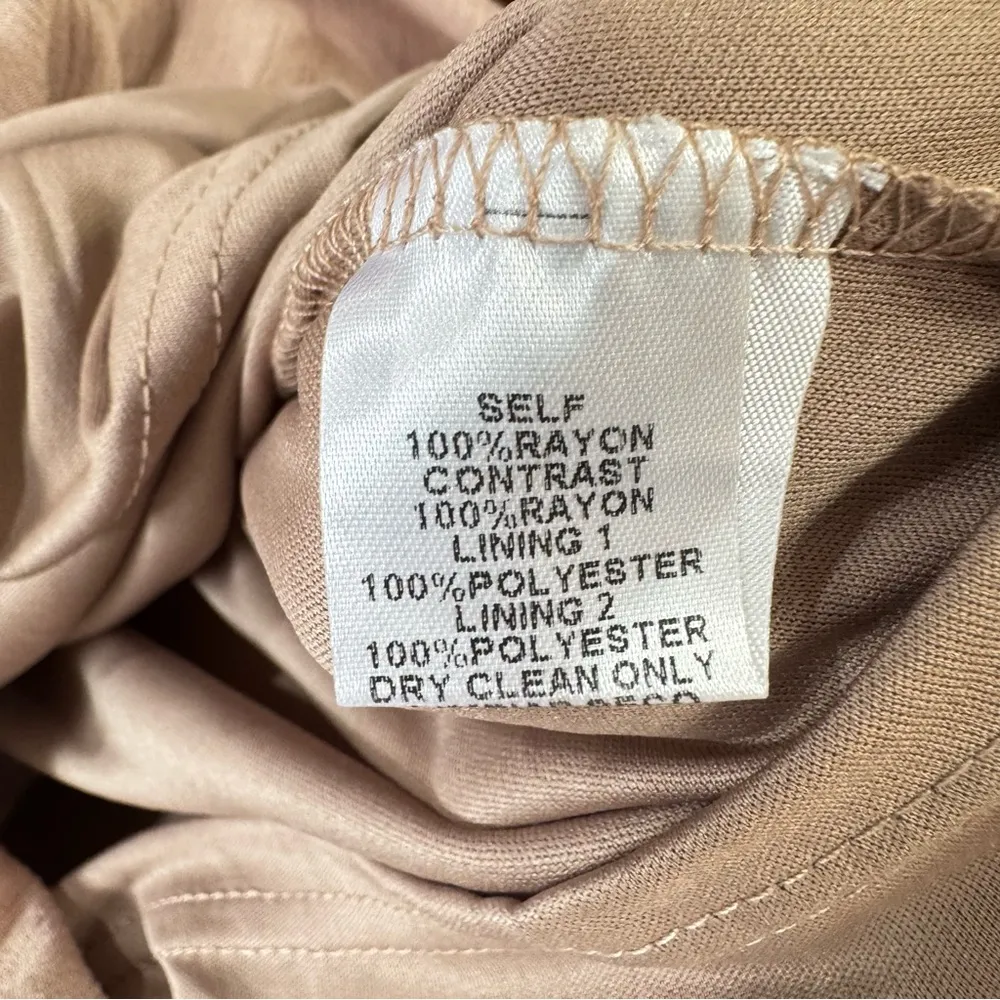 SELF
100%RAYON
CONTRAST
100%RAYON
LINING 1
100%POLYESTER
LINING 2
100%POLYESTER
DRY CLEAN ONLY